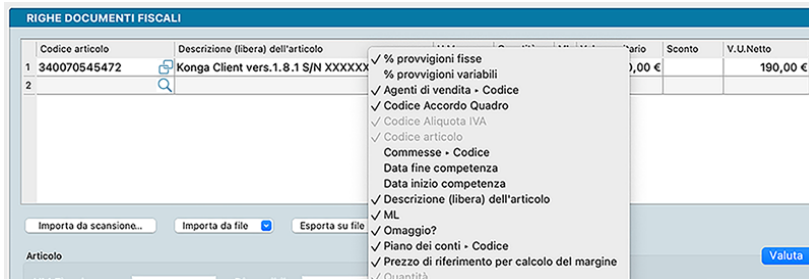 RIGHE DOCUMENTI FISCALI
Codice articolo Descrizione (libera) dell'articolo Sconto V.U.Netto
1 340070545472 Konga Client vers.1.8.1 S/N XXXXXX 190,00 €
2
% provvigioni fisse
% provvigioni variabili
Agenti di vendita ▸ Codice
Codice Accordo Quadro
Codice Aliquota IVA
Codice articolo
Commesse ▸ Codice
Data fine competenza
Data inizio competenza
Descrizione (libera) dell'articolo
ML
Omaggio?
Piano dei conti ▸ Codice
Prezzo di riferimento per calcolo del margine
Quantità
Importa da scansione... Importa da file Esporta su file
Articolo Valuta